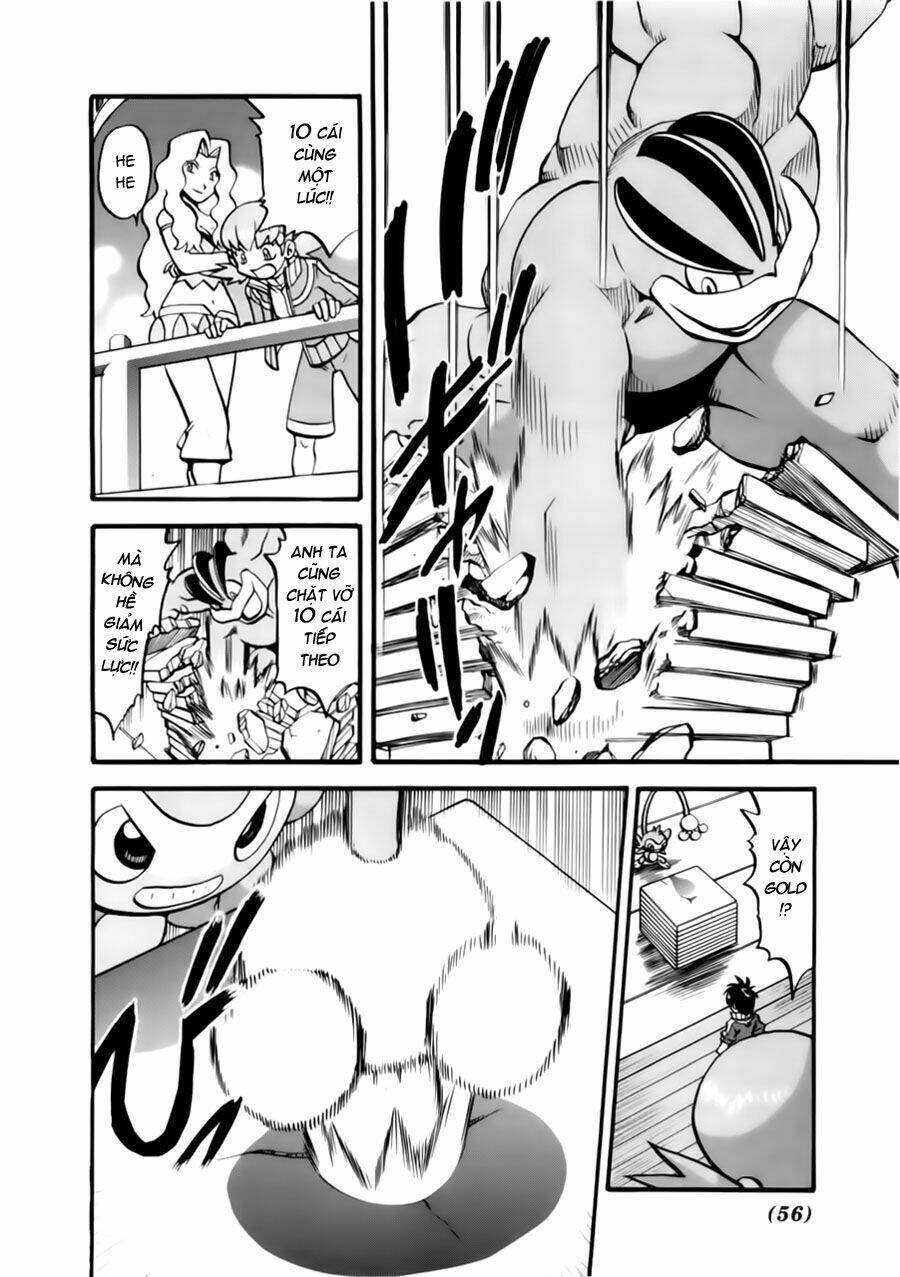 10 CÁI
CÙNG
MỘT
LÚC!!
HE
HE
ANH TA
CŨNG
CHẶT VỠ
10 CÁI
TIẾP
THEO
MÀ
KHÔNG
HỀ
GIẢM
SỨC
LỰC!!
VẬY
CÒN
GOLD
!?
(56)